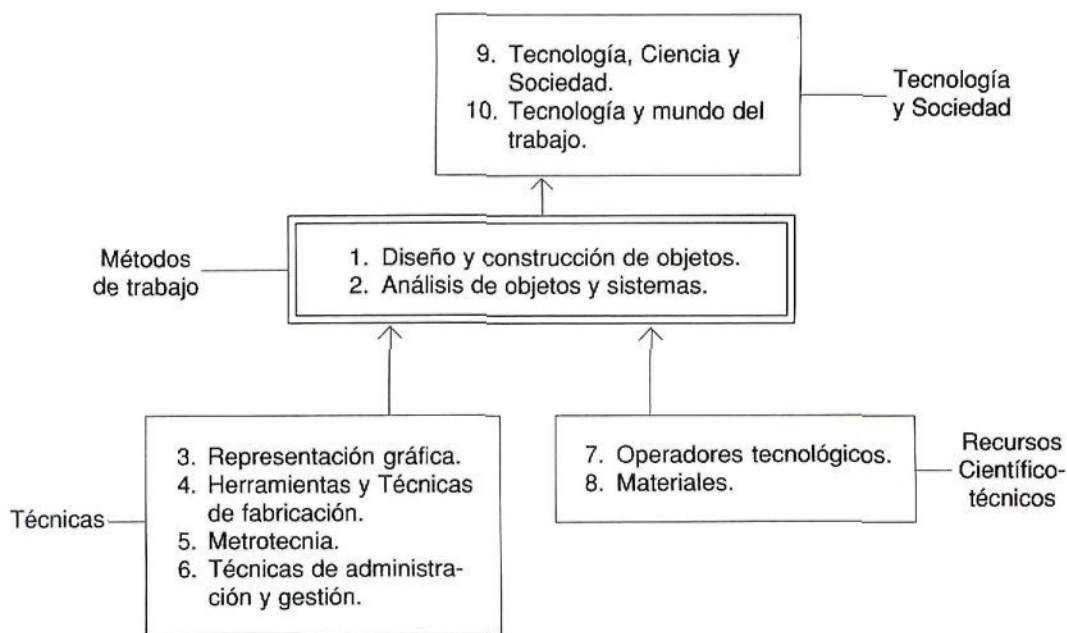 9. Tecnología, Ciencia y
Sociedad.
10. Tecnología y mundo del
trabajo.
Tecnología
y Sociedad
Métodos
de trabajo
1. Diseño y construcción de objetos.
2. Análisis de objetos y sistemas.
Técnicas
3. Representación gráfica.
4. Herramientas y Técnicas
de fabricación.
5. Metrotecnia.
6. Técnicas de administra-
ción y gestión.
7. Operadores tecnológicos.
8. Materiales.
Recursos
Científico-
técnicos